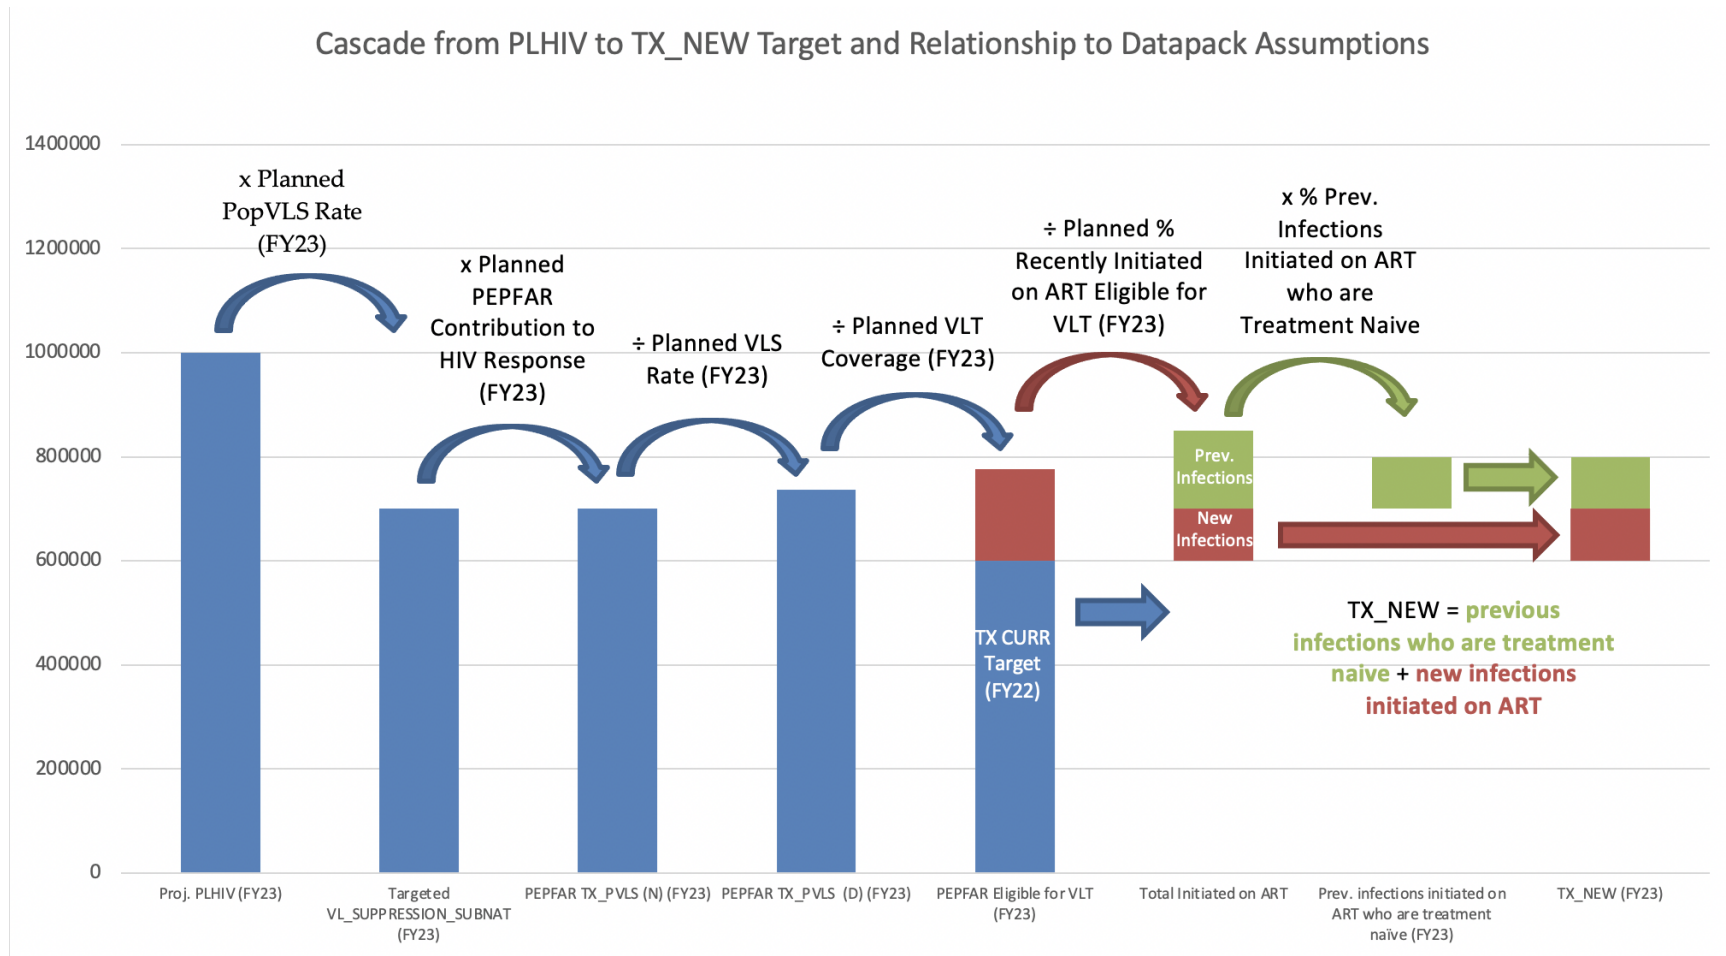 Cascade from PLHIV to TX_NEW Target and Relationship to Datapack Assumptions
1400000
1200000
1000000
800000
600000
400000
200000
0
x Planned
PopVLS Rate
(FY23)
x Planned
PEPFAR
Contribution to
HIV Response
(FY23)
÷ Planned VLS
Rate (FY23)
÷ Planned VLT
Coverage (FY23)
÷ Planned %
Recently Initiated
on ART Eligible for
VLT (FY23)
x % Prev.
Infections
Initiated on ART
who are
Treatment Naive
TX CURR
Target
(FY22)
Prev.
Infections
New
Infections
TX_NEW = previous
infections who are treatment
naive + new infections
initiated on ART
Proj. PLHIV (FY23)
Targeted
VL_SUPPRESSION_SUBNAT
(FY23)
PEPFAR TX_PVLS (N) (FY23)
PEPFAR TX_PVLS (D) (FY23)
PEPFAR Eligible for VLT
(FY23)
Total Initiated on ART
Prev. infections initiated on
ART who are treatment
naïve (FY23)
TX_NEW (FY23)